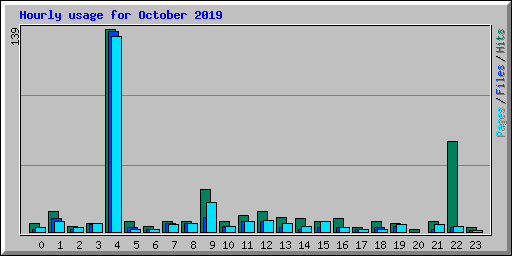 Hourly usage for October 2019
139
Pages/Files/Hits
0 1 2 3 4 5 6 7 8 9 10 11 12 13 14 15 16 17 18 19 20 21 22 23